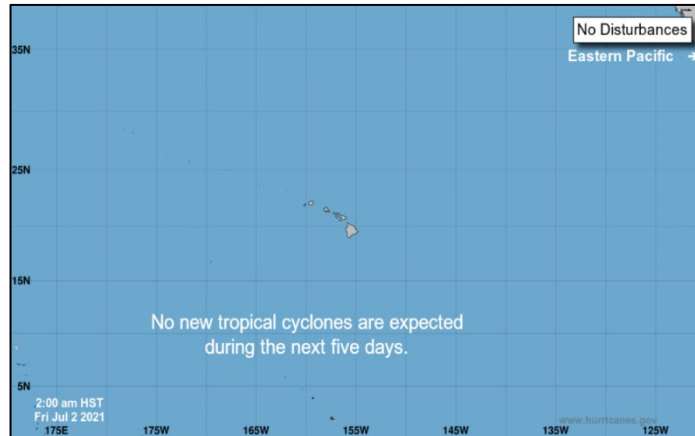 No Disturbances
Eastern Pacific →
35N
25N
15N
No new tropical cyclones are expected
during the next five days.
5N
2:00 am HST
Fri Jul 2 2021
www.hurricanes.gov
175E 175W 165W 155W 145W 135W 125W